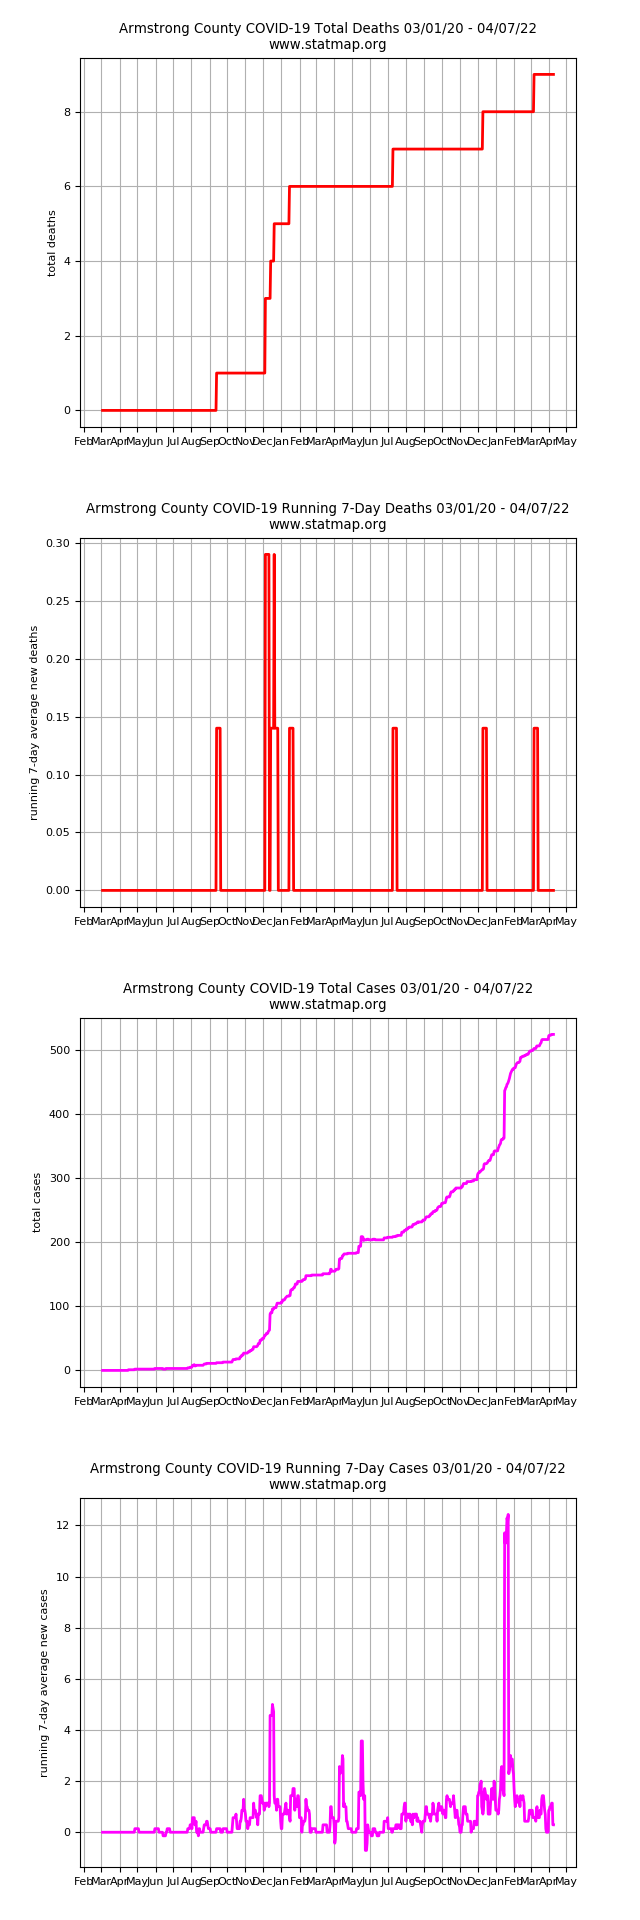 Armstrong County COVID-19 Total Deaths 03/01/20 - 04/07/22
www.statmap.org
8
6
4
2
0
total deaths
Feb Mar Apr May Jun Jul Aug Sep Oct Nov Dec Jan Feb Mar Apr May Jun Jul Aug Sep Oct Nov Dec Jan Feb Mar Apr May
Armstrong County COVID-19 Running 7-Day Deaths 03/01/20 - 04/07/22
www.statmap.org
0.30
0.25
0.20
0.15
0.10
0.05
0.00
running 7-day average new deaths
Feb Mar Apr May Jun Jul Aug Sep Oct Nov Dec Jan Feb Mar Apr May Jun Jul Aug Sep Oct Nov Dec Jan Feb Mar Apr May
Armstrong County COVID-19 Total Cases 03/01/20 - 04/07/22
www.statmap.org
500
400
300
200
100
0
total cases
Feb Mar Apr May Jun Jul Aug Sep Oct Nov Dec Jan Feb Mar Apr May Jun Jul Aug Sep Oct Nov Dec Jan Feb Mar Apr May
Armstrong County COVID-19 Running 7-Day Cases 03/01/20 - 04/07/22
www.statmap.org
12
10
8
6
4
2
0
running 7-day average new cases
Feb Mar Apr May Jun Jul Aug Sep Oct Nov Dec Jan Feb Mar Apr May Jun Jul Aug Sep Oct Nov Dec Jan Feb Mar Apr May